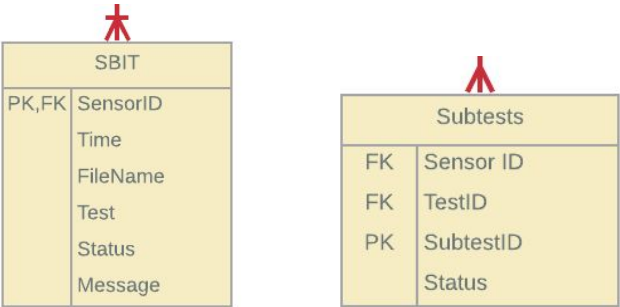 SBIT
PK,FK SensorID
Time
FileName
Test
Status
Message
Subtests
FK Sensor ID
FK TestID
PK SubtestID
Status